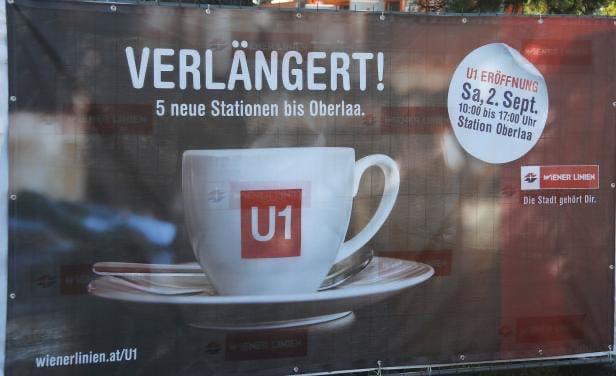 VERLÄNGERT!
5 neue Stationen bis Oberlaa.
U1 ERÖFFNUNG
Sa, 2. Sept.
10:00 bis 17:00 Uhr
Station Oberlaa
WIENER LINIEN
Die Stadt gehört Dir.
U1
wienerlinien.at/U1